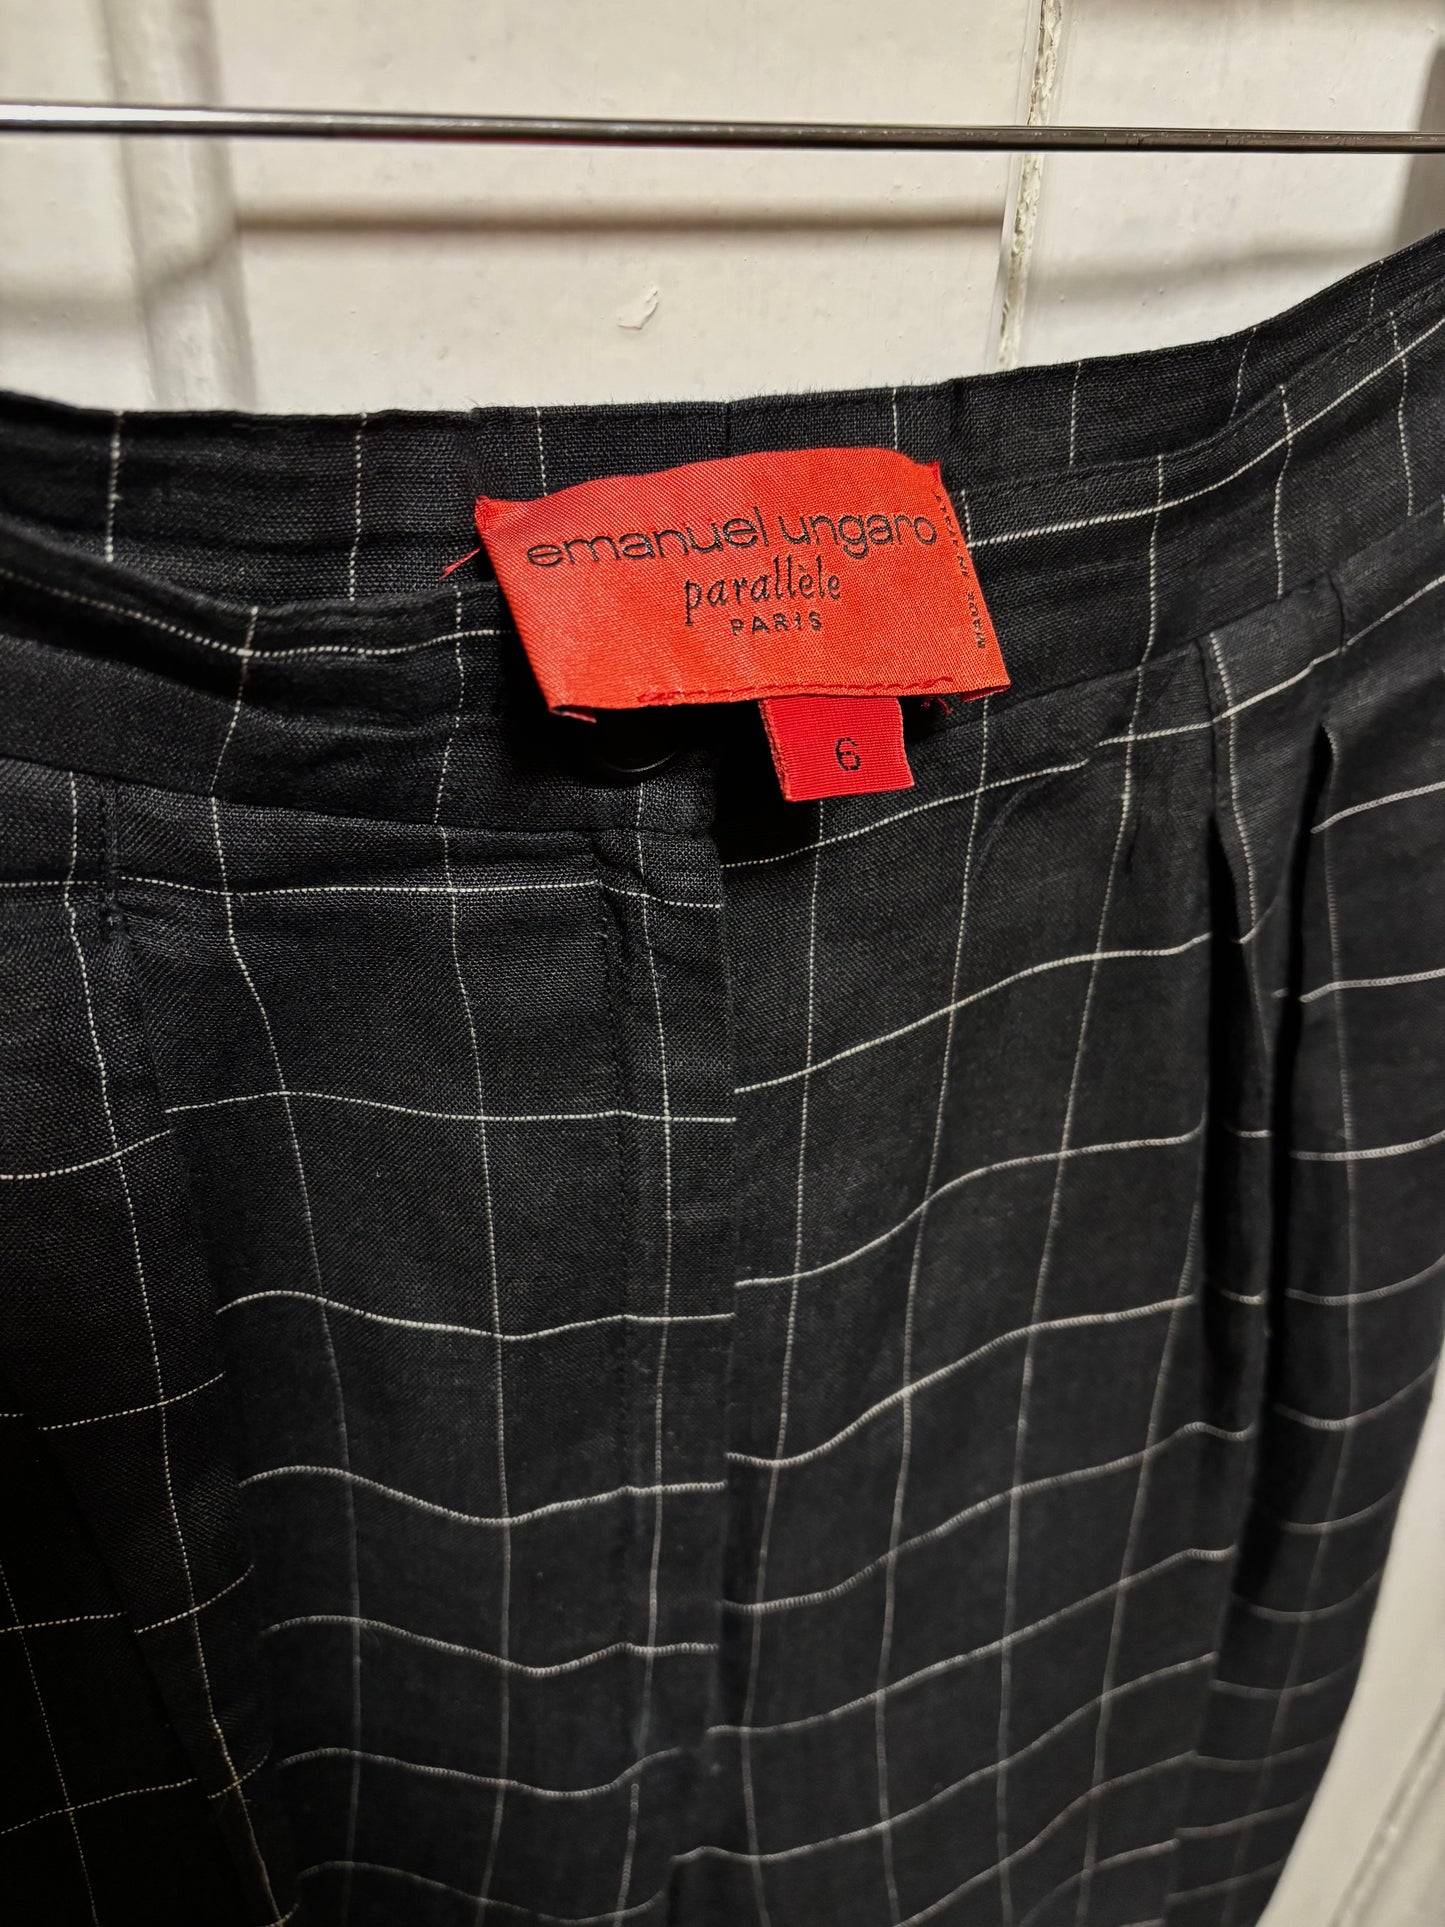 emanuel ungaro
parallèle
PARIS
MADE IN ITALY
6